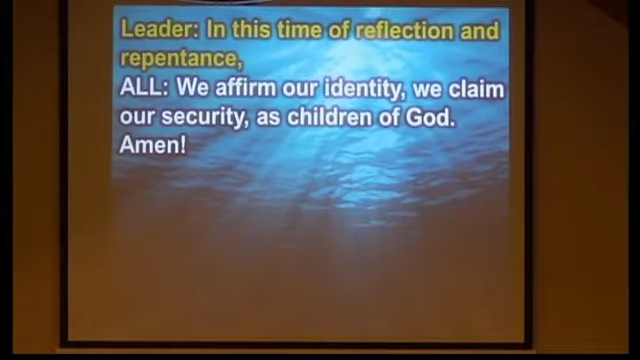 Leader: In this time of reflection and
repentance,
ALL: We affirm our identity, we claim
our security, as children of God.
Amen!